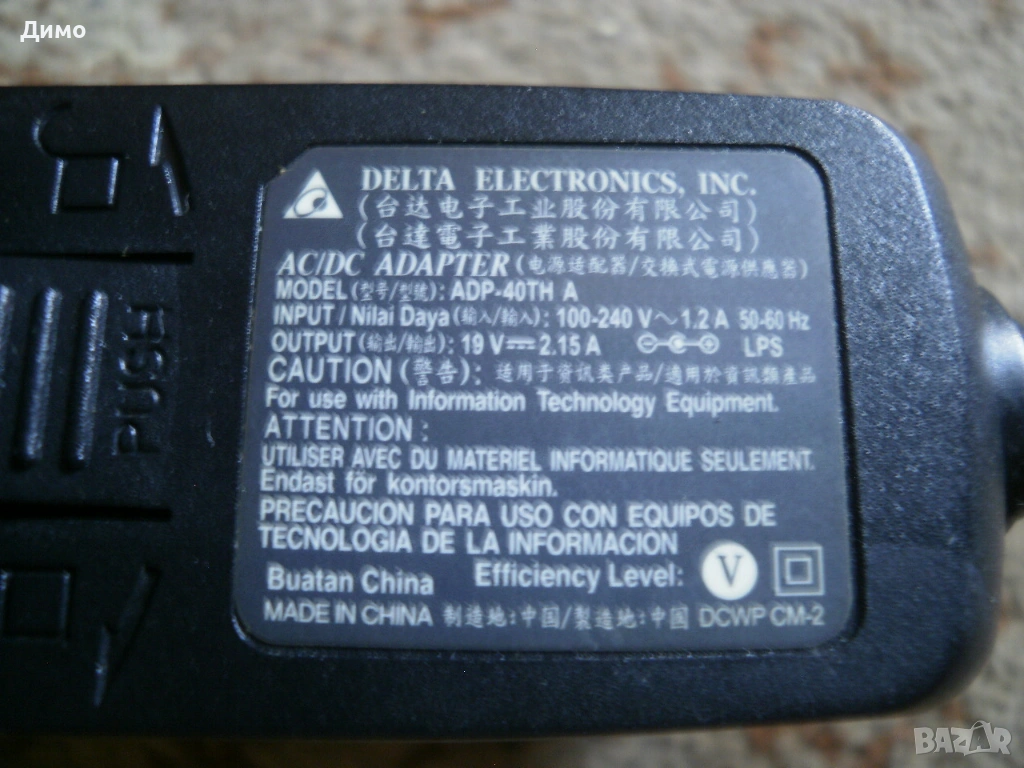 Димо
DELTA ELECTRONICS, INC.
(台达电子工业股份有限公司)
(台達電子工業股份有限公司)
AC/DC ADAPTER (电源适配器/交換式電源供應器)
MODEL (型号/型號): ADP-40TH A
INPUT / Nilai Daya (输入/輸入): 100-240 V~1.2 A 50-60 Hz
OUTPUT (输出/輸出): 19 V⎓2.15 A LPS
CAUTION (警告): 适用于资讯类产品/適用於資訊類產品
For use with Information Technology Equipment.
ATTENTION :
UTILISER AVEC DU MATERIEL INFORMATIQUE SEULEMENT.
Endast för kontorsmaskin.
PRECAUCION PARA USO CON EQUIPOS DE
TECNOLOGIA DE LA INFORMACION
Buatan China Efficiency Level: V
MADE IN CHINA 制造地:中国/製造地:中國 DCWP CM-2
PUSH
BAZAR